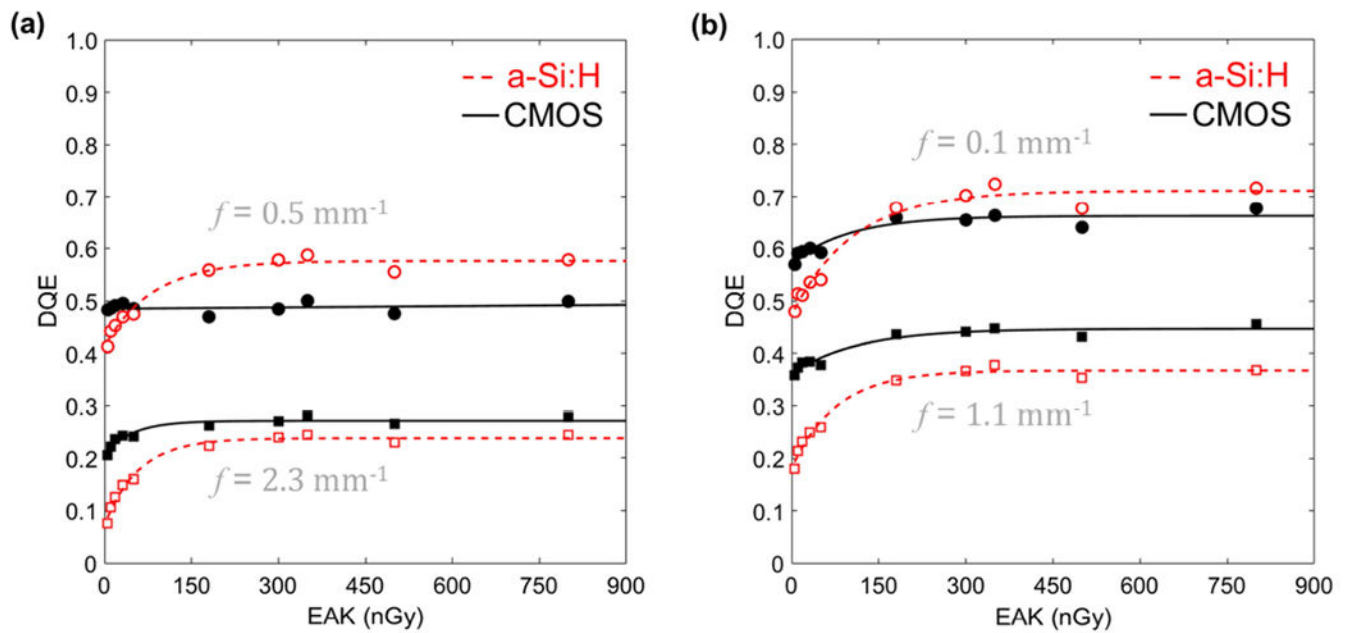 (a)
1.0
0.9
0.8
0.7
0.6
0.5
0.4
0.3
0.2
0.1
0
DQE
a-Si:H
CMOS
f = 0.5 mm⁻¹
f = 2.3 mm⁻¹
0 150 300 450 600 750 900
EAK (nGy)
(b)
1.0
0.9
0.8
0.7
0.6
0.5
0.4
0.3
0.2
0.1
0
DQE
a-Si:H
CMOS
f = 0.1 mm⁻¹
f = 1.1 mm⁻¹
0 150 300 450 600 750 900
EAK (nGy)